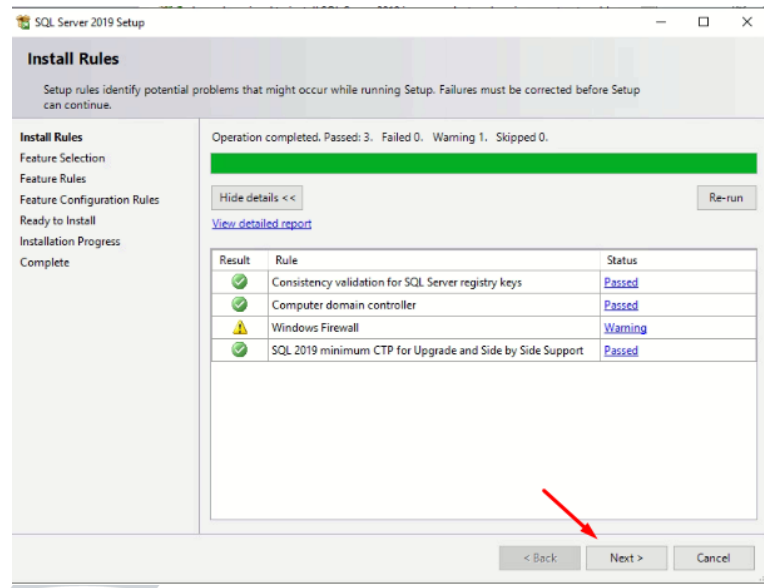 SQL Server 2019 Setup
Install Rules
Setup rules identify potential problems that might occur while running Setup. Failures must be corrected before Setup
can continue.
Install Rules
Feature Selection
Feature Rules
Feature Configuration Rules
Ready to Install
Installation Progress
Complete
Operation completed. Passed: 3. Failed 0. Warning 1. Skipped 0.
Hide details <<
Re-run
View detailed report
Result Rule Status
Consistency validation for SQL Server registry keys Passed
Computer domain controller Passed
Windows Firewall Warning
SQL 2019 minimum CTP for Upgrade and Side by Side Support Passed
< Back Next > Cancel